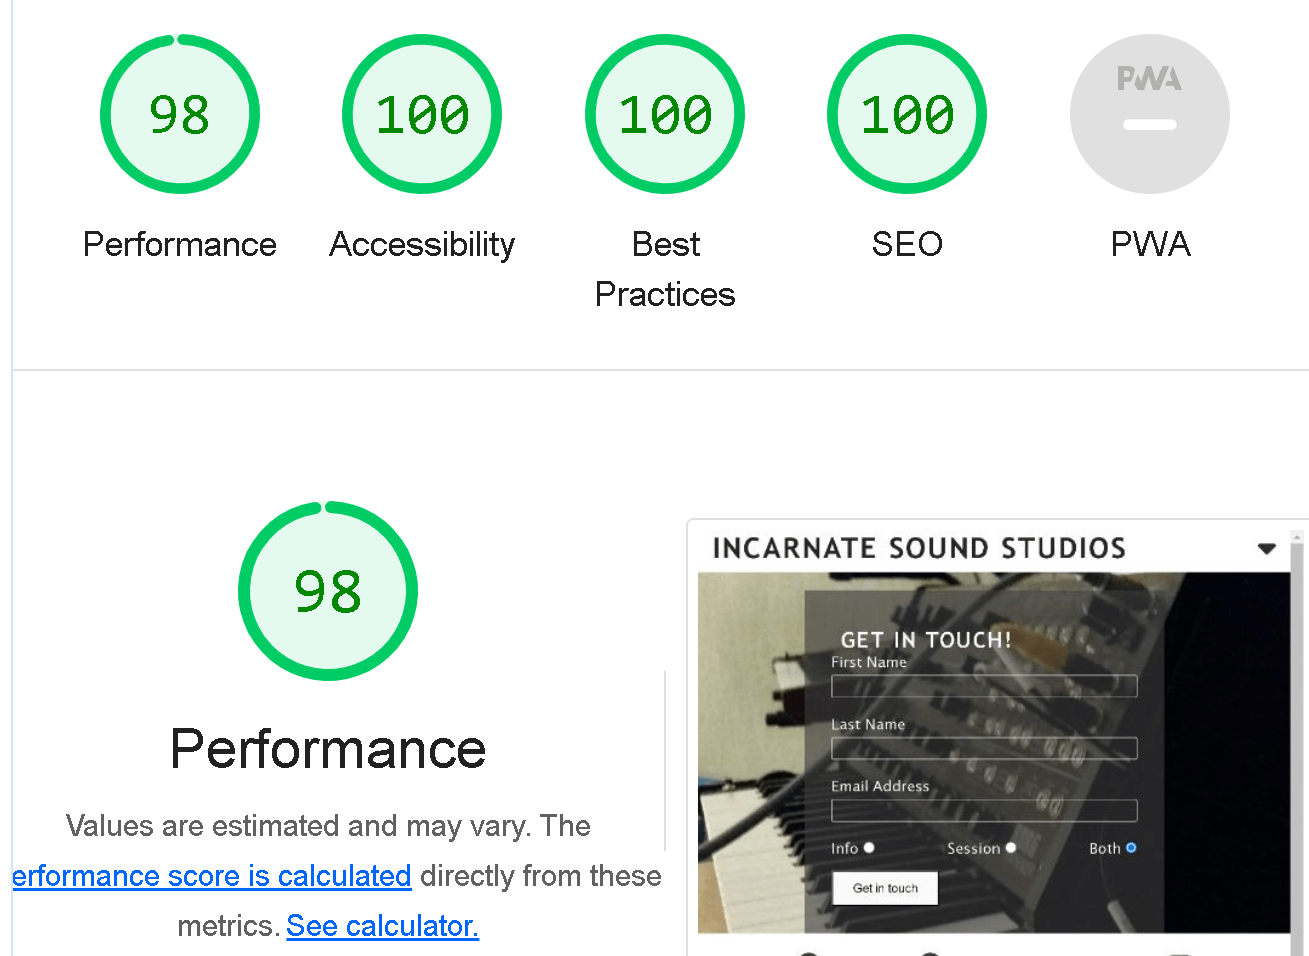 98
100
100
100
PWA
Performance
Accessibility
Best
Practices
SEO
PWA
98
Performance
Values are estimated and may vary. The
erformance score is calculated directly from these
metrics. See calculator.
INCARNATE SOUND STUDIOS
GET IN TOUCH!
First Name
Last Name
Email Address
Info
Session
Both
Get in touch